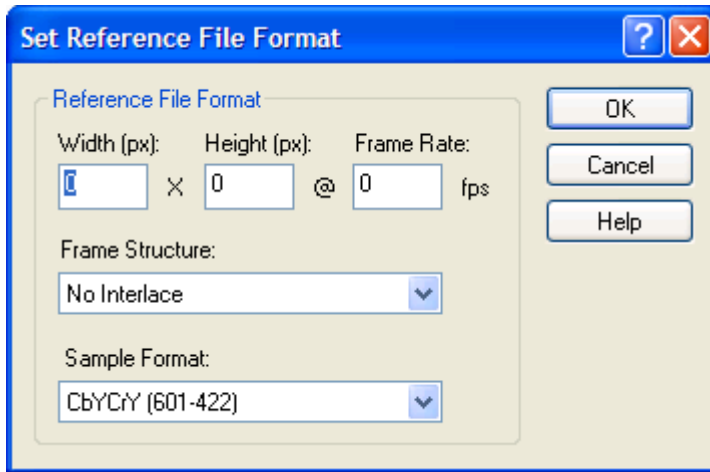 Set Reference File Format
?
Reference File Format
OK
Width (px): Height (px): Frame Rate:
0 X 0 @ 0 fps
Cancel
Help
Frame Structure:
No Interlace
Sample Format:
CbYCrY (601-422)